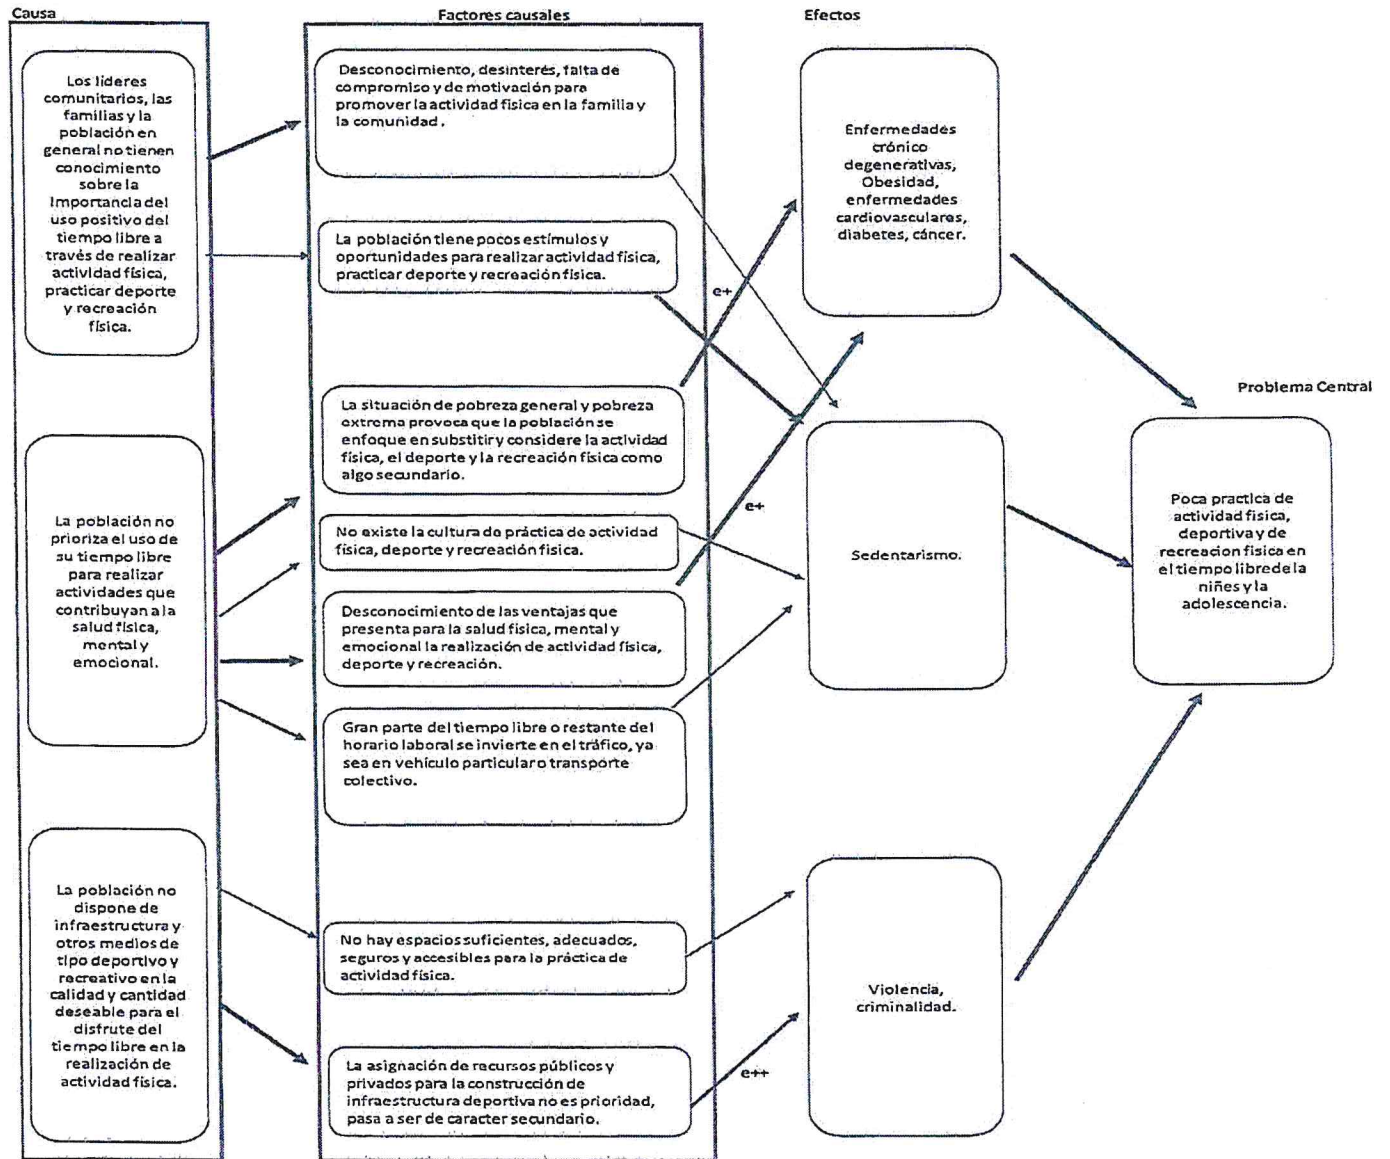 Causa
Factores causales
Efectos
Los líderes
comunitarios, las
familias y la
población en
general no tienen
conocimiento
sobre la
Importancia del
uso positivo del
tiempo libre a
través de realizar
actividad física,
practicar deporte
y recreación
física.
La población no
prioriza el uso de
su tiempo libre
para realizar
actividades que
contribuyan a la
salud física,
mental y
emocional.
La población no
dispone de
infraestructura y
otros medios de
tipo deportivo y
recreativo en la
calidad y cantidad
deseable para el
disfrute del
tiempo libre en la
realización de
actividad física.
Desconocimiento, desinterés, falta de
compromiso y de motivación para
promover la actividad física en la familia y
la comunidad.
La población tiene pocos estímulos y
oportunidades para realizar actividad física,
practicar deporte y recreación física.
La situación de pobreza general y pobreza
extrema provoca que la población se
enfoque en substitir y considere la actividad
física, el deporte y la recreación física como
algo secundario.
No existe la cultura de práctica de actividad
física, deporte y recreación fisica.
Desconocimiento de las ventajas que
presenta para la salud física, mental y
emocional la realización de actividad física,
deporte y recreación.
Gran parte del tiempo libre o restante del
horario laboral se invierte en el tráfico, ya
sea en vehículo particular o transporte
colectivo.
No hay espacios suficientes, adecuados,
seguros y accesibles para la práctica de
actividad física.
La asignación de recursos públicos y
privados para la construcción de
infraestructura deportiva no es prioridad,
pasa a ser de caracter secundario.
e+
e+
e++
Enfermedades
crónico
degenerativas,
Obesidad,
enfermedades
cardiovasculares,
diabetes, cáncer.
Sedentarismo.
Violencia,
criminalidad.
Problema Central
Poca practica de
actividad fisica,
deportiva y de
recreacion fisica en
el tiempo librede la
niñes y la
adolescencia.